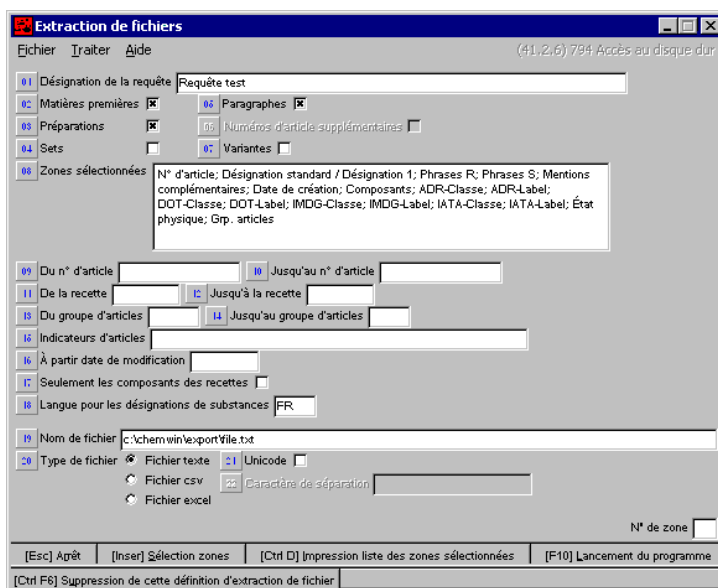 Extraction de fichiers
Fichier Traiter Aide (41.2.6) 794 Accès au disque dur
01 Désignation de la requête Requête test
02 Matières premières 06 Paragraphes
03 Préparations 05 Numéros d'article supplémentaires
04 Sets 07 Variantes
08 Zones sélectionnées N° d'article; Désignation standard / Désignation 1; Phrases R; Phrases S; Mentions
complémentaires; Date de création; Composants; ADR-Classe; ADR-Label;
DOT-Classe; DOT-Label; IMDG-Classe; IMDG-Label; IATA-Classe; IATA-Label; État
physique; Grp. articles
09 Du n° d'article 10 Jusqu'au n° d'article
11 De la recette 12 Jusqu'à la recette
13 Du groupe d'articles 14 Jusqu'au groupe d'articles
15 Indicateurs d'articles
16 À partir date de modification
17 Seulement les composants des recettes
18 Langue pour les désignations de substances FR
19 Nom de fichier c:\chemwin\export\file.txt
20 Type de fichier Fichier texte 21 Unicode
Fichier csv 22 Caractère de séparation
Fichier excel
N° de zone
[Esc] Arrêt [Inser] Sélection zones [Ctrl D] Impression liste des zones sélectionnées [F10] Lancement du programme
[Ctrl F6] Suppression de cette définition d'extraction de fichier